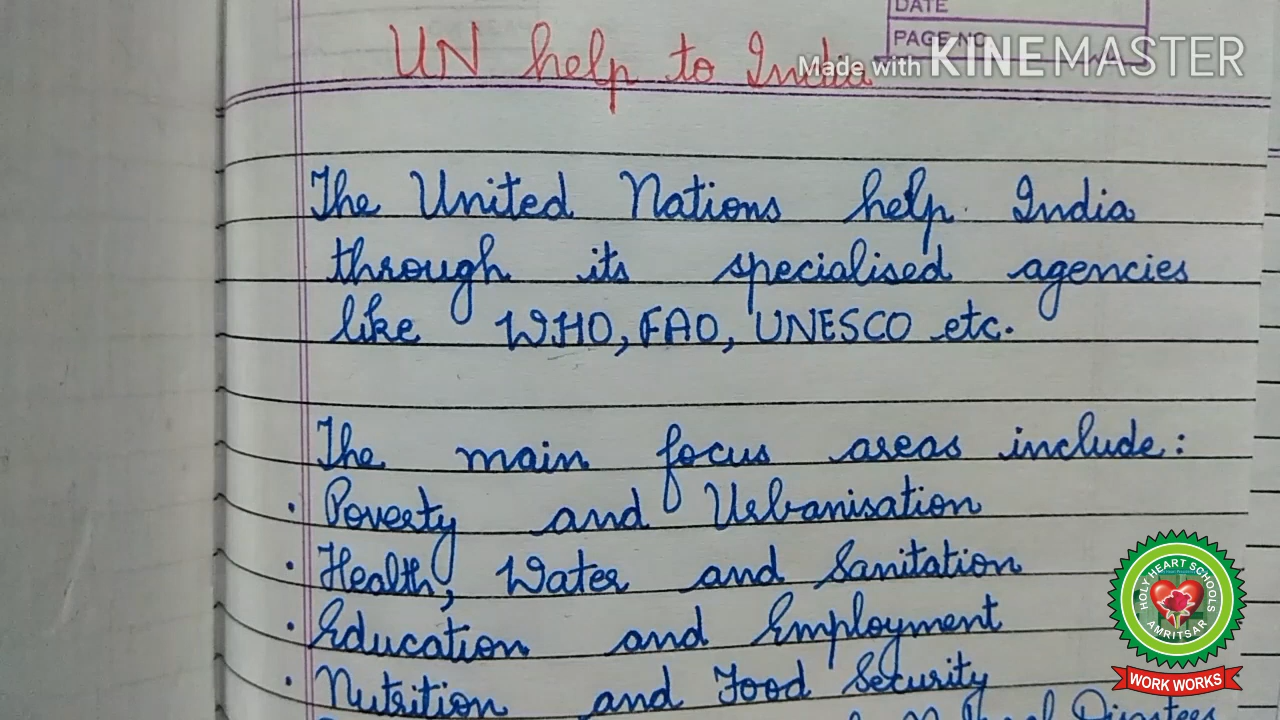 DATE
PAGE NO.
UN help to India
Made with KINEMASTER
The United Nations help India
through its specialised agencies
like WHO, FAO, UNESCO etc.
The main focus areas include:
• Poverty and Urbanisation
• Health, Water and Sanitation
• Education and Employment
• Nutrition and Food Security
HOLY HEART SCHOOLS
AMRITSAR
WORK WORKS